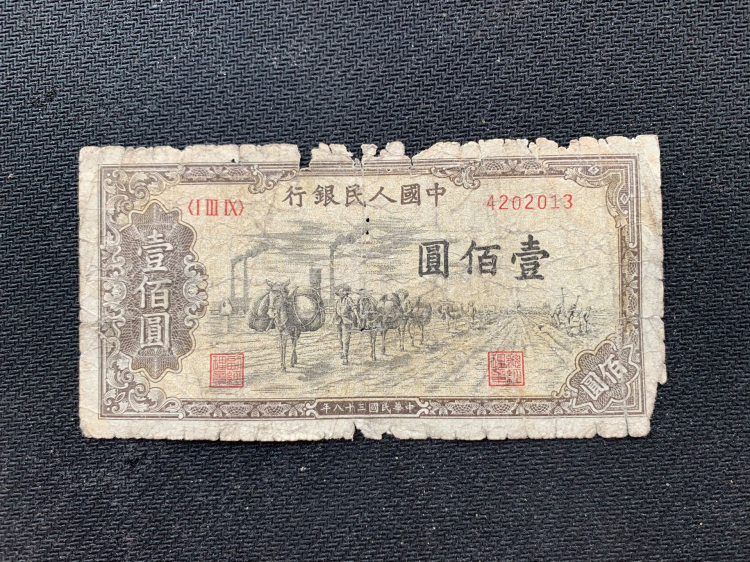 中國人民銀行
〈I III IX〉
4202013
壹佰圓
壹佰圓
佰圓
中華民國三十八年